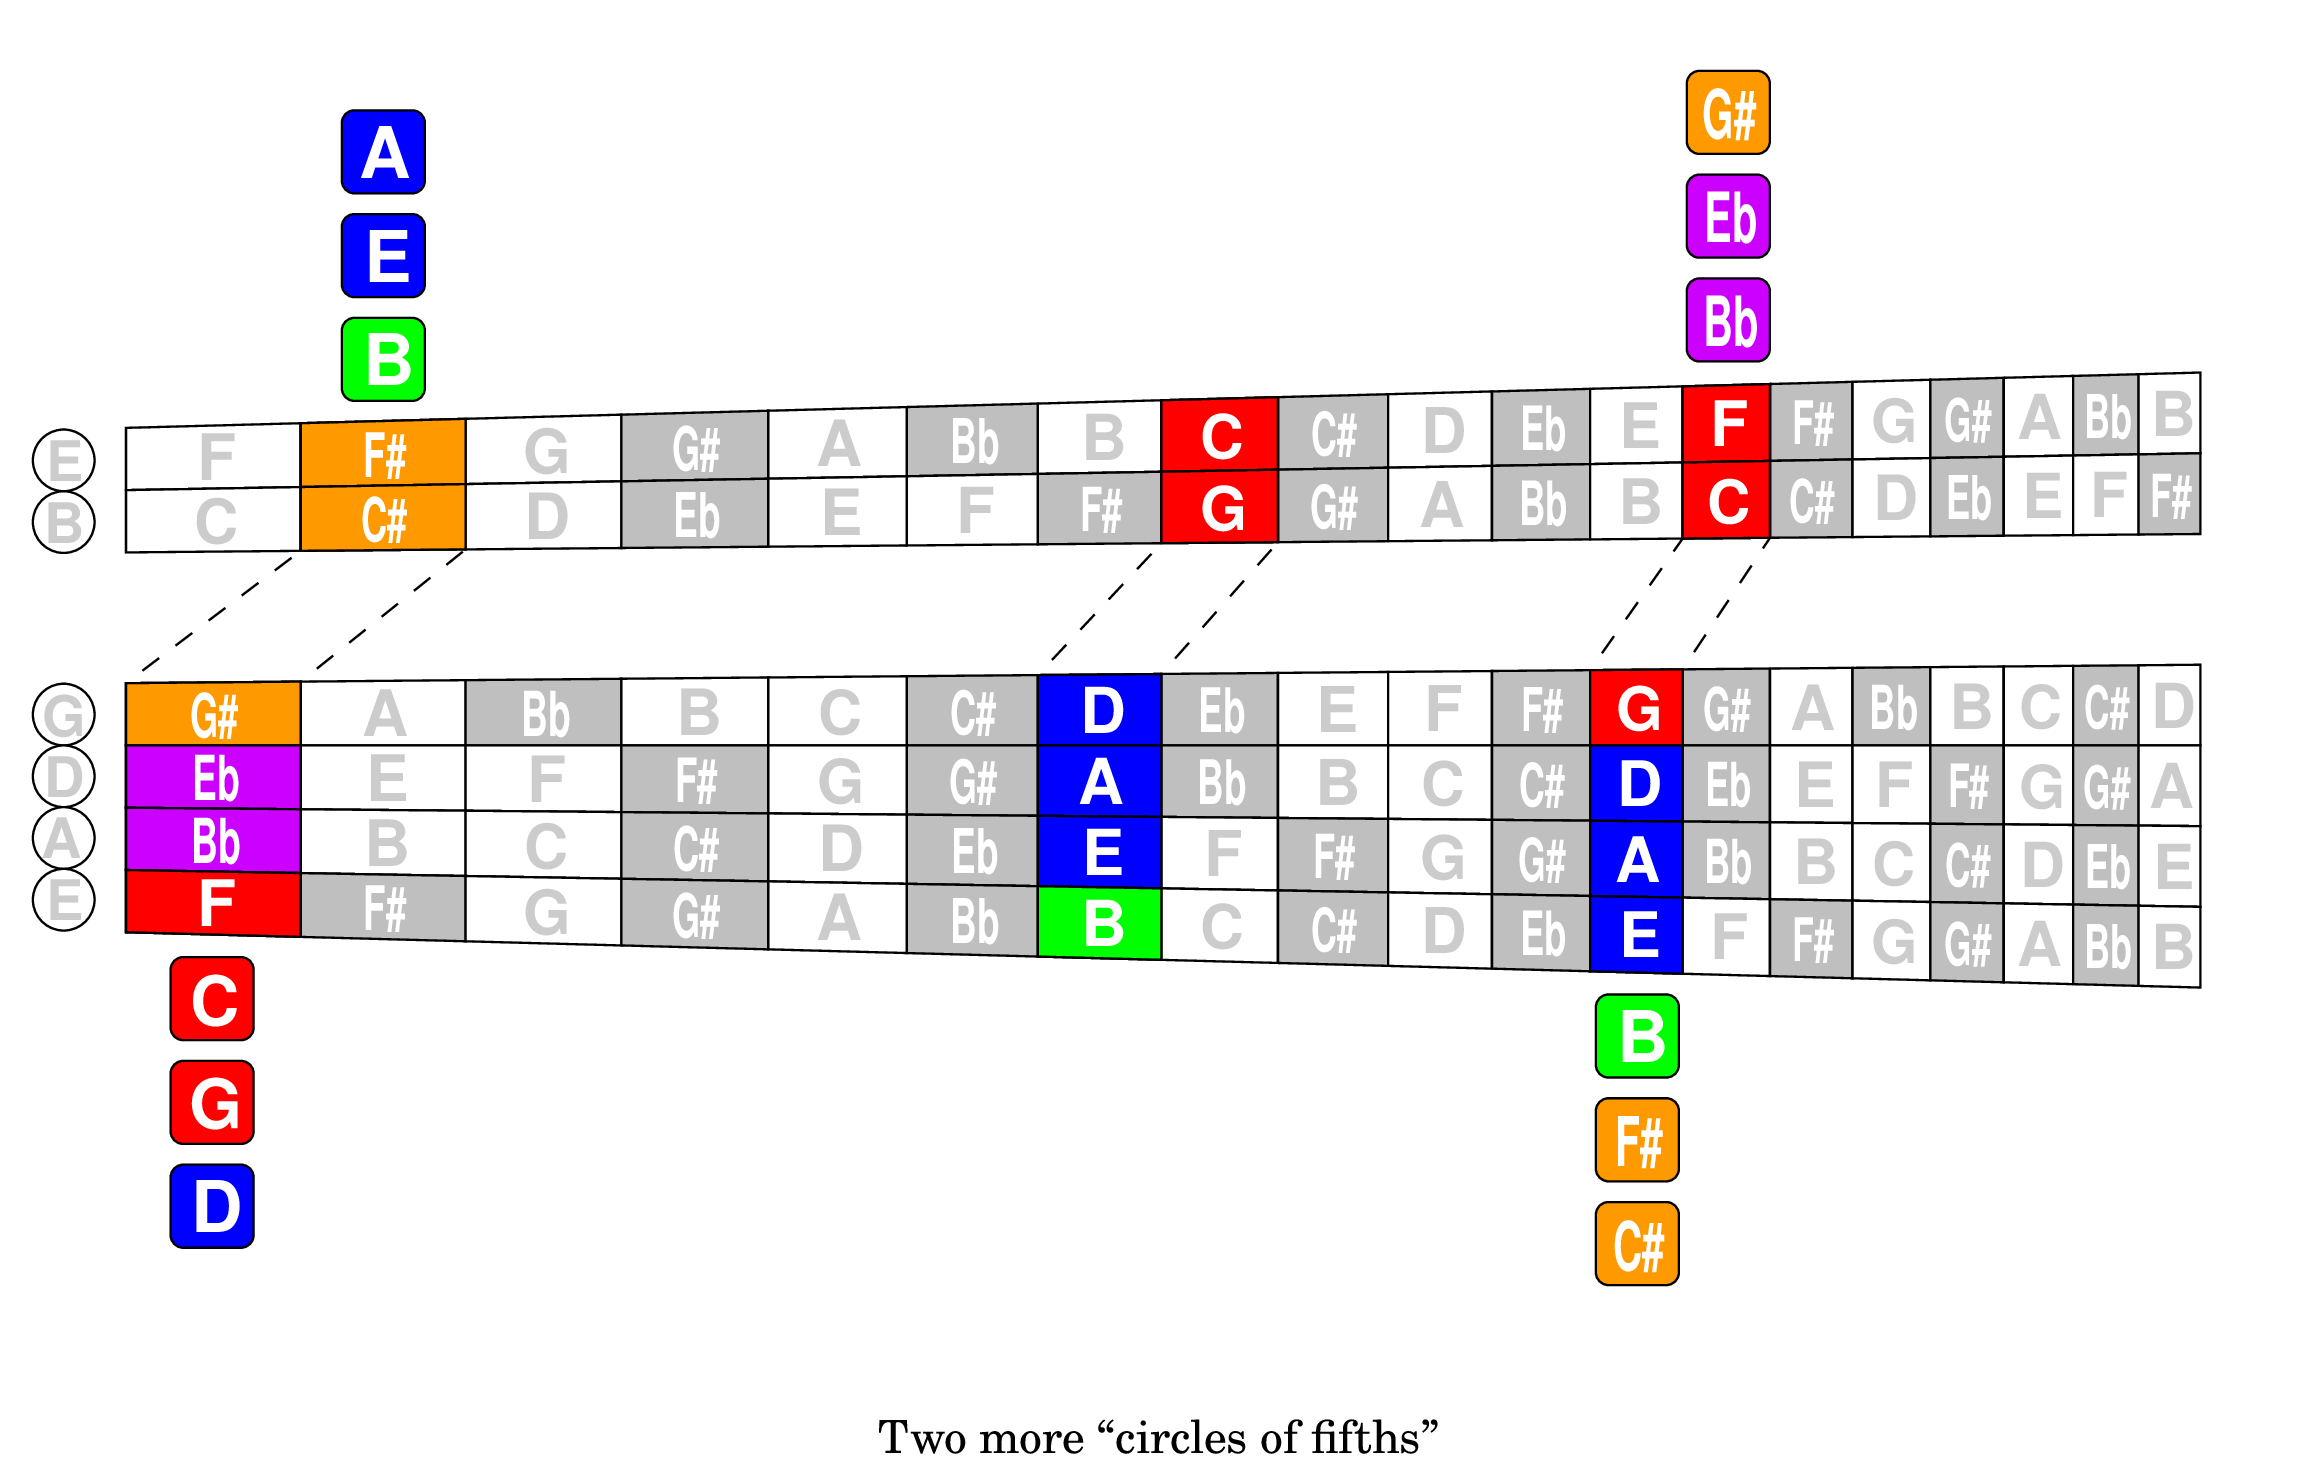 G#
A Eb
E Bb
B
E F F# G G# A Bb B C C# D Eb E F F# G G# A Bb B
B C C# D Eb E F F# G G# A Bb B C C# D Eb E F F#
G G# A Bb B C C# D Eb E F F# G G# A Bb B C C# D
D Eb E F F# G G# A Bb B C C# D Eb E F F# G G# A
A Bb B C C# D Eb E F F# G G# A Bb B C C# D Eb E
E F F# G G# A Bb B C C# D Eb E F F# G G# A Bb B
C B
G F#
D C#
Two more “circles of fifths”